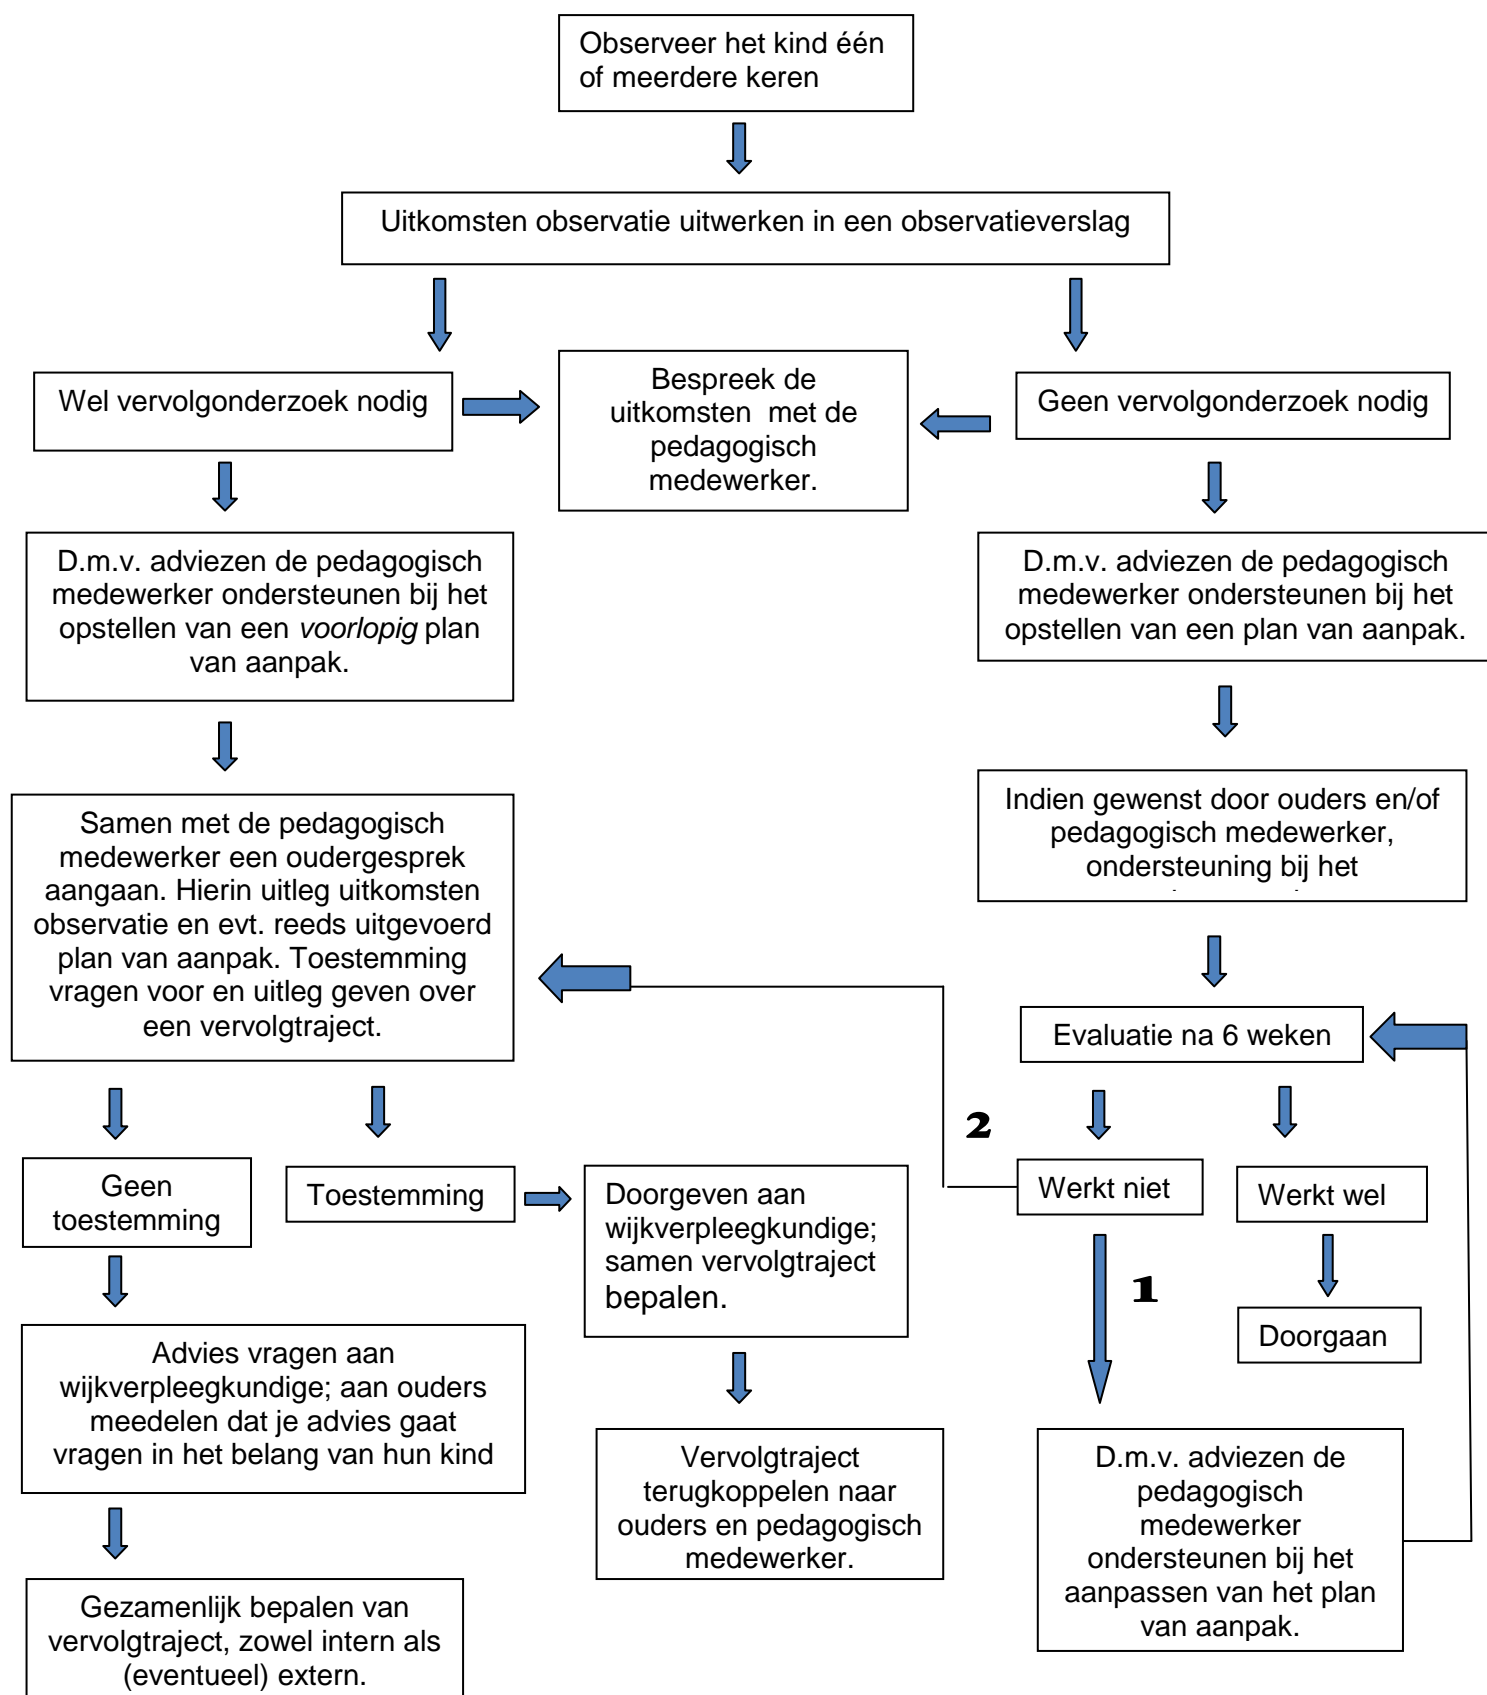 Observeer het kind één
of meerdere keren
Uitkomsten observatie uitwerken in een observatieverslag
Wel vervolgonderzoek nodig
Bespreek de
uitkomsten  met de
pedagogisch
medewerker.
Geen vervolgonderzoek nodig
D.m.v. adviezen de pedagogisch
medewerker ondersteunen bij het
opstellen van een voorlopig plan
van aanpak.
D.m.v. adviezen de pedagogisch
medewerker ondersteunen bij het
opstellen van een plan van aanpak.
Samen met de pedagogisch
medewerker een oudergesprek
aangaan. Hierin uitleg uitkomsten
observatie en evt. reeds uitgevoerd
plan van aanpak. Toestemming
vragen voor en uitleg geven over
een vervolgtraject.
Indien gewenst door ouders en/of
pedagogisch medewerker,
ondersteuning bij het
Evaluatie na 6 weken
2
Geen
toestemming
Toestemming
Doorgeven aan
wijkverpleegkundige;
samen vervolgtraject
bepalen.
Werkt niet
Werkt wel
1
Doorgaan
Advies vragen aan
wijkverpleegkundige; aan ouders
meedelen dat je advies gaat
vragen in het belang van hun kind
Vervolgtraject
terugkoppelen naar
ouders en pedagogisch
medewerker.
D.m.v. adviezen de
pedagogisch
medewerker
ondersteunen bij het
aanpassen van het plan
van aanpak.
Gezamenlijk bepalen van
vervolgtraject, zowel intern als
(eventueel) extern.